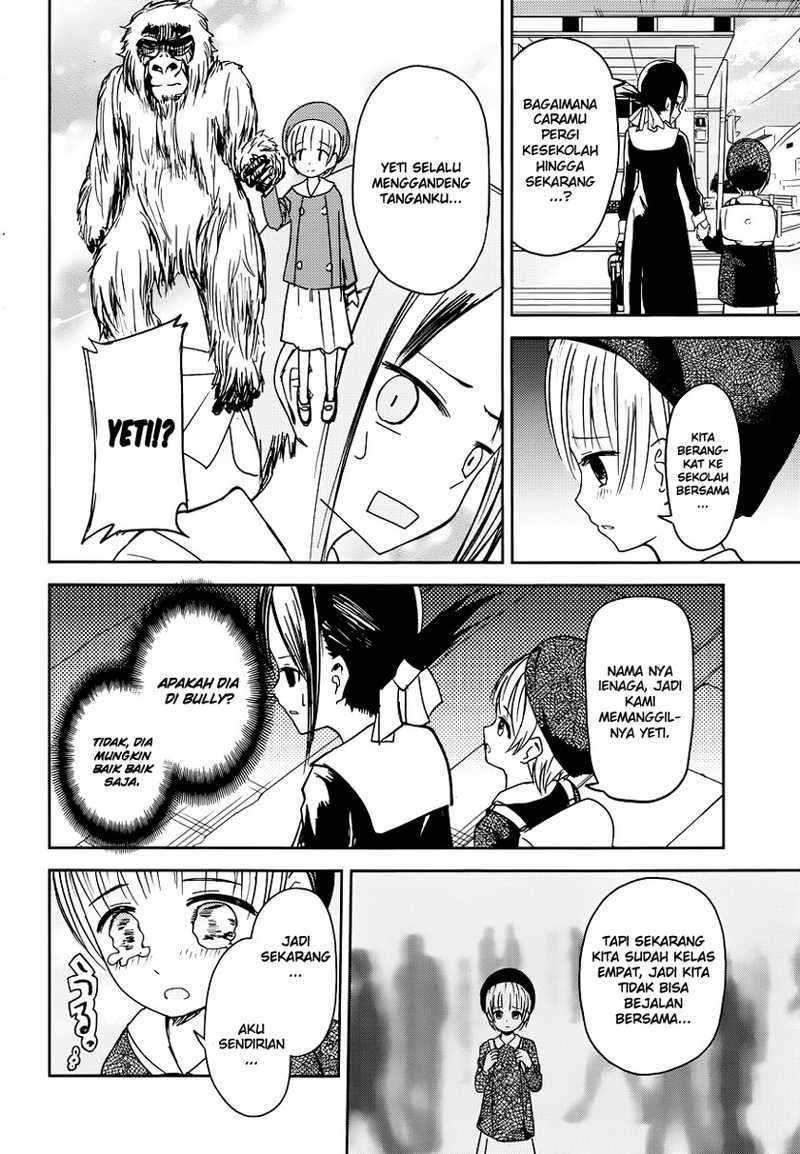 BAGAIMANA
CARAMU
PERGI
KESEKOLAH
HINGGA
SEKARANG
...?
KITA
BERANG-
KAT KE
SEKOLAH
BERSAMA
...
YETI SELALU
MENGGANDENG
TANGANKU...
YETI!!?
NAMA NYA
IENAGA, JADI
KAMI
MEMANGGIL-
NYA YETI.
APAKAH DIA
DI BULLY?
TIDAK, DIA
MUNGKIN
BAIK BAIK
SAJA.
TAPI SEKARANG
KITA SUDAH KELAS
EMPAT, JADI KITA
TIDAK BISA
BEJALAN
BERSAMA...
JADI
SEKARANG
...
AKU
SENDIRIAN
...